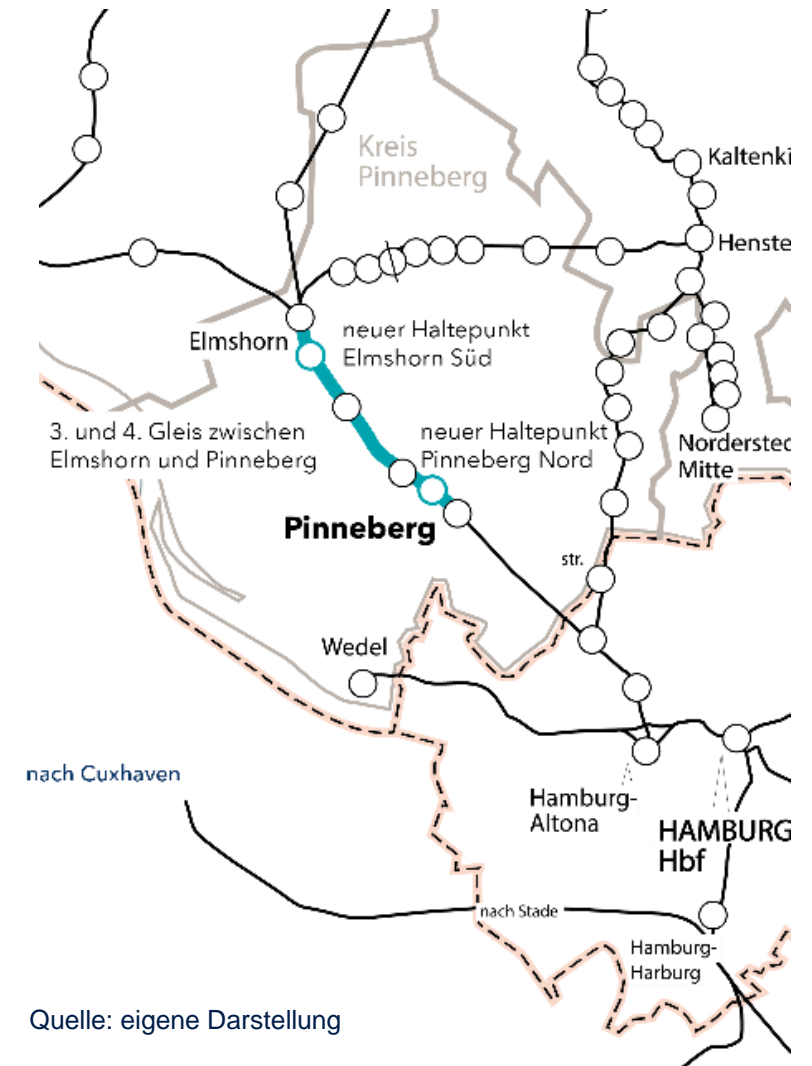 Kreis
Pinneberg
Kaltenki
Henste
Elmshorn
neuer Haltepunkt
Elmshorn Süd
3. und 4. Gleis zwischen
Elmshorn und Pinneberg
neuer Haltepunkt
Pinneberg Nord
Norderstec
Mitte
Pinneberg
str.
Wedel
nach Cuxhaven
Hamburg-
Altona
HAMBURG
Hbf
nach Stade
Hamburg-
Harburg
Quelle: eigene Darstellung